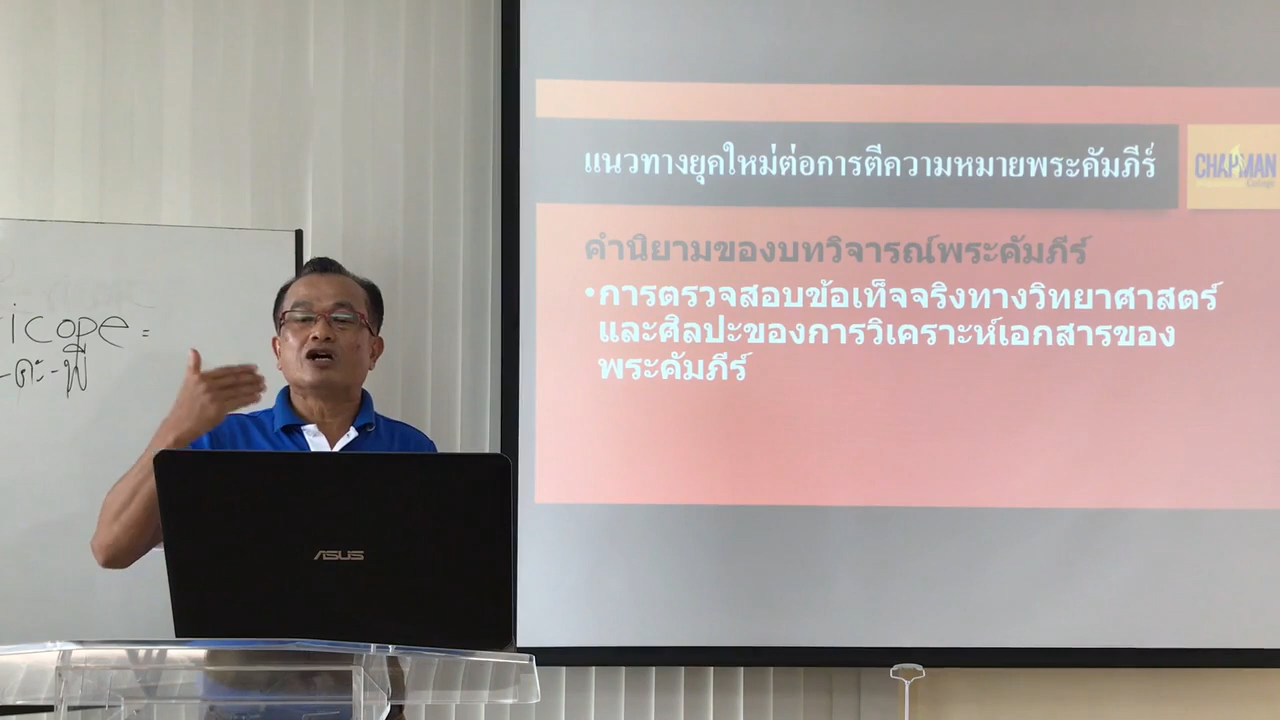 แนวทางยุคใหม่ต่อการตีความหมายพระคัมภีร์
CHAPMAN
College
คำนิยามของบทวิจารณ์พระคัมภีร์
•การตรวจสอบข้อเท็จจริงทางวิทยาศาสตร์
และศิลปะของการวิเคราะห์เอกสารของ
พระคัมภีร์
icope =
ASUS